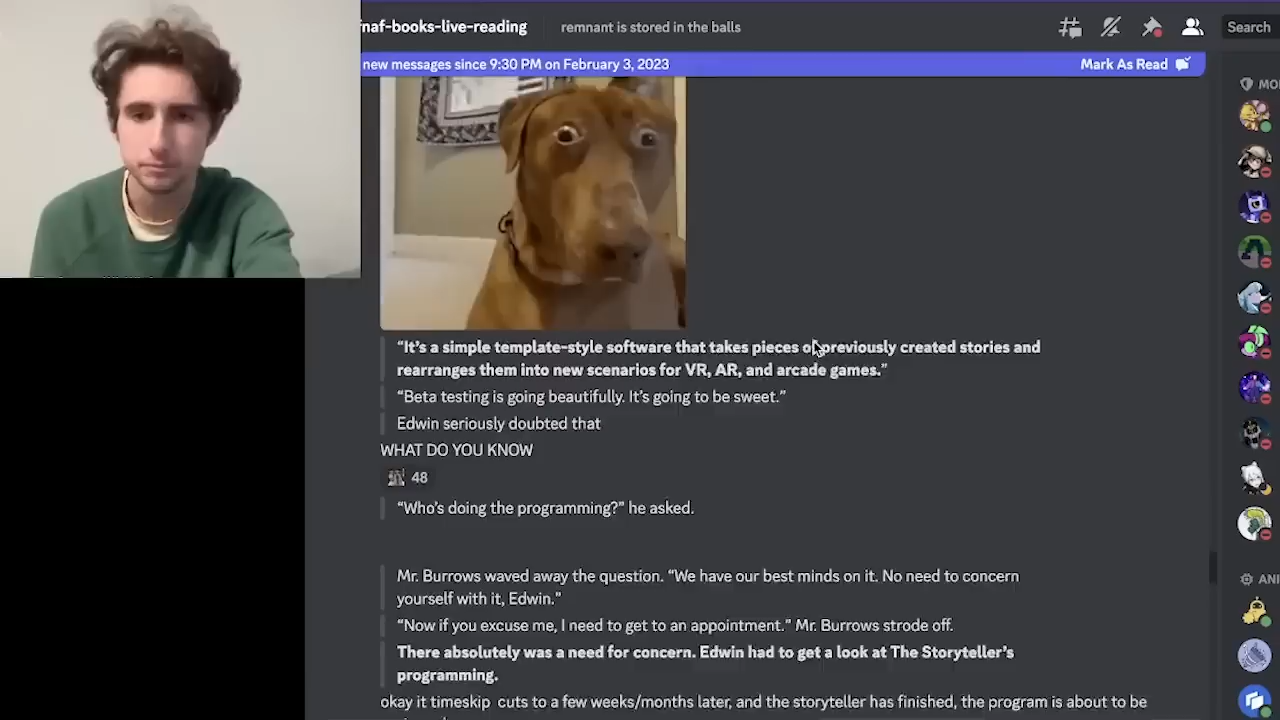 fnaf-books-live-reading
remnant is stored in the balls
Search
new messages since 9:30 PM on February 3, 2023
Mark As Read
“It’s a simple template-style software that takes pieces of previously created stories and
rearranges them into new scenarios for VR, AR, and arcade games.”
“Beta testing is going beautifully. It’s going to be sweet.”
Edwin seriously doubted that
WHAT DO YOU KNOW
48
“Who’s doing the programming?” he asked.
Mr. Burrows waved away the question. “We have our best minds on it. No need to concern
yourself with it, Edwin.”
“Now if you excuse me, I need to get to an appointment.” Mr. Burrows strode off.
There absolutely was a need for concern. Edwin had to get a look at The Storyteller’s
programming.
okay it timeskip cuts to a few weeks/months later, and the storyteller has finished, the program is about to be
MO
ANI